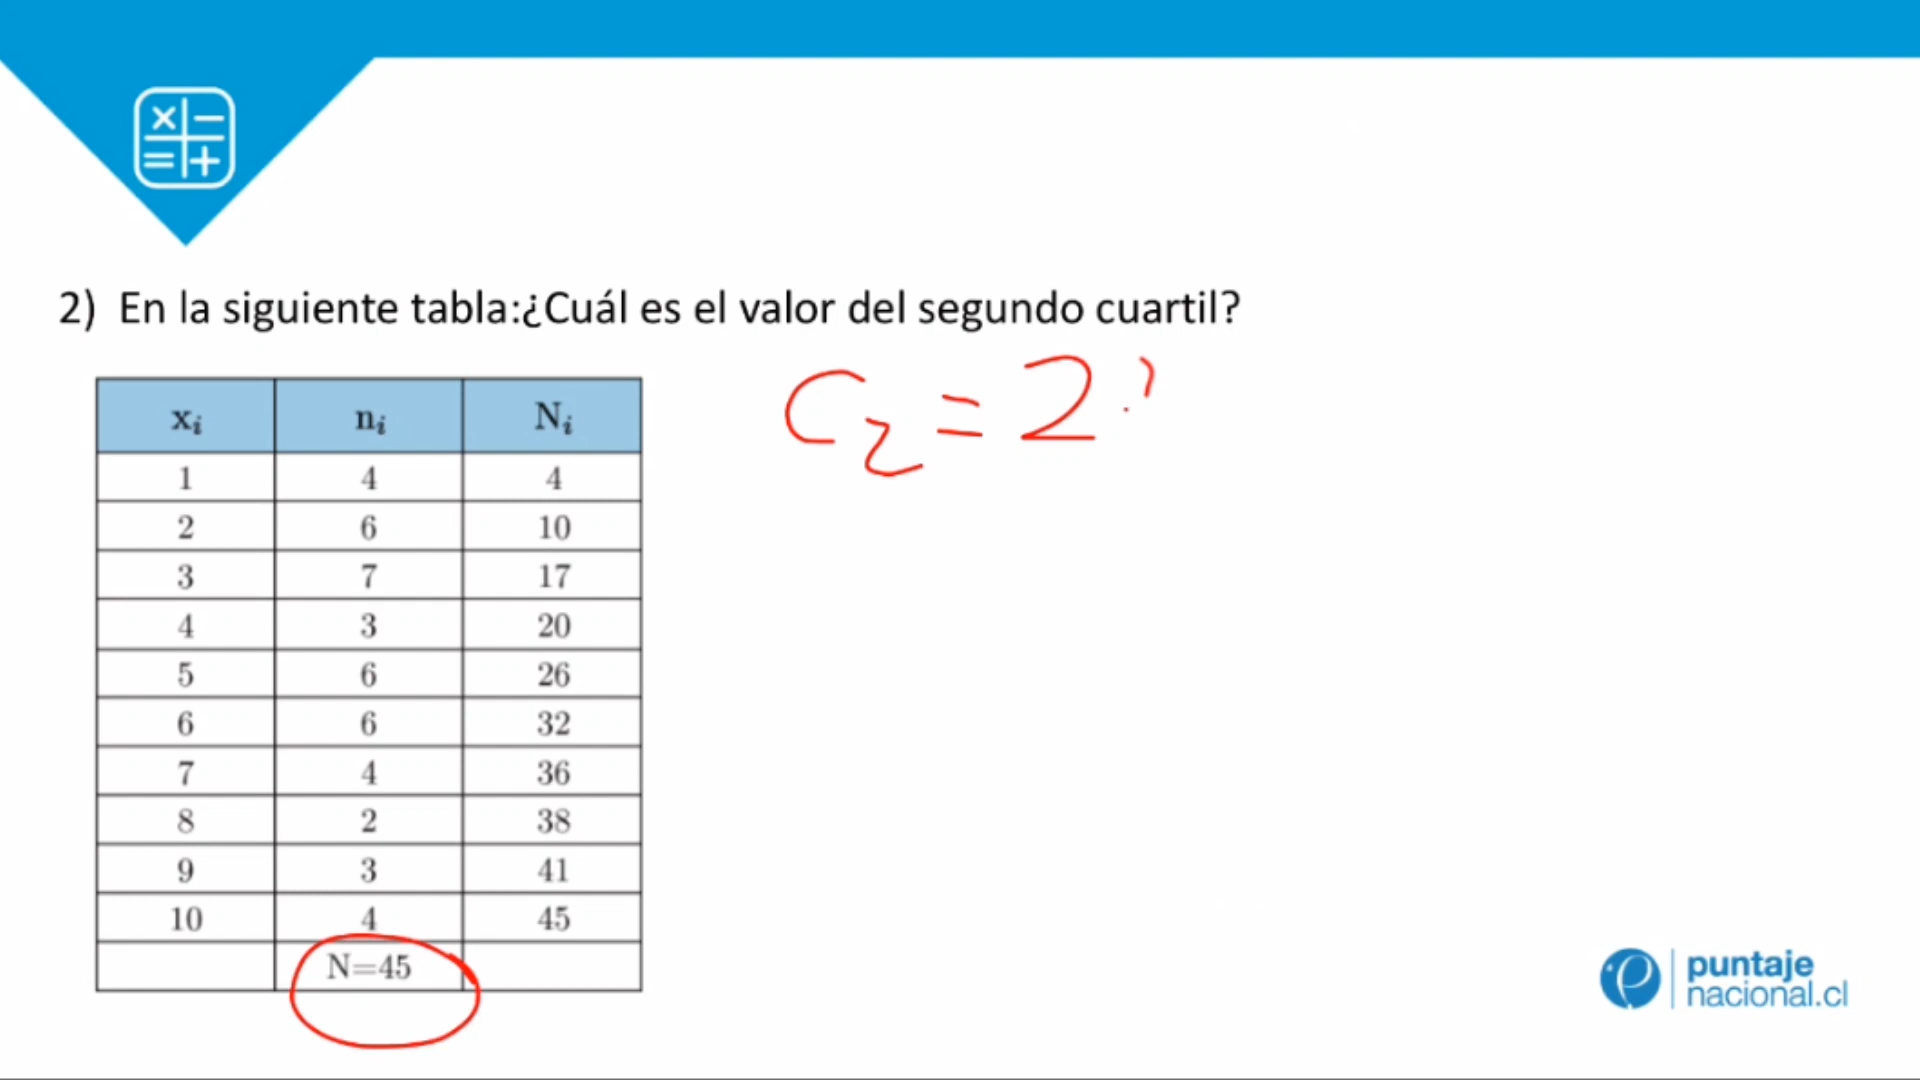 2) En la siguiente tabla:¿Cuál es el valor del segundo cuartil?
C₂ = 2 ·
xᵢ nᵢ Nᵢ
1 4 4
2 6 10
3 7 17
4 3 20
5 6 26
6 6 32
7 4 36
8 2 38
9 3 41
10 4 45
N=45
puntaje
nacional.cl